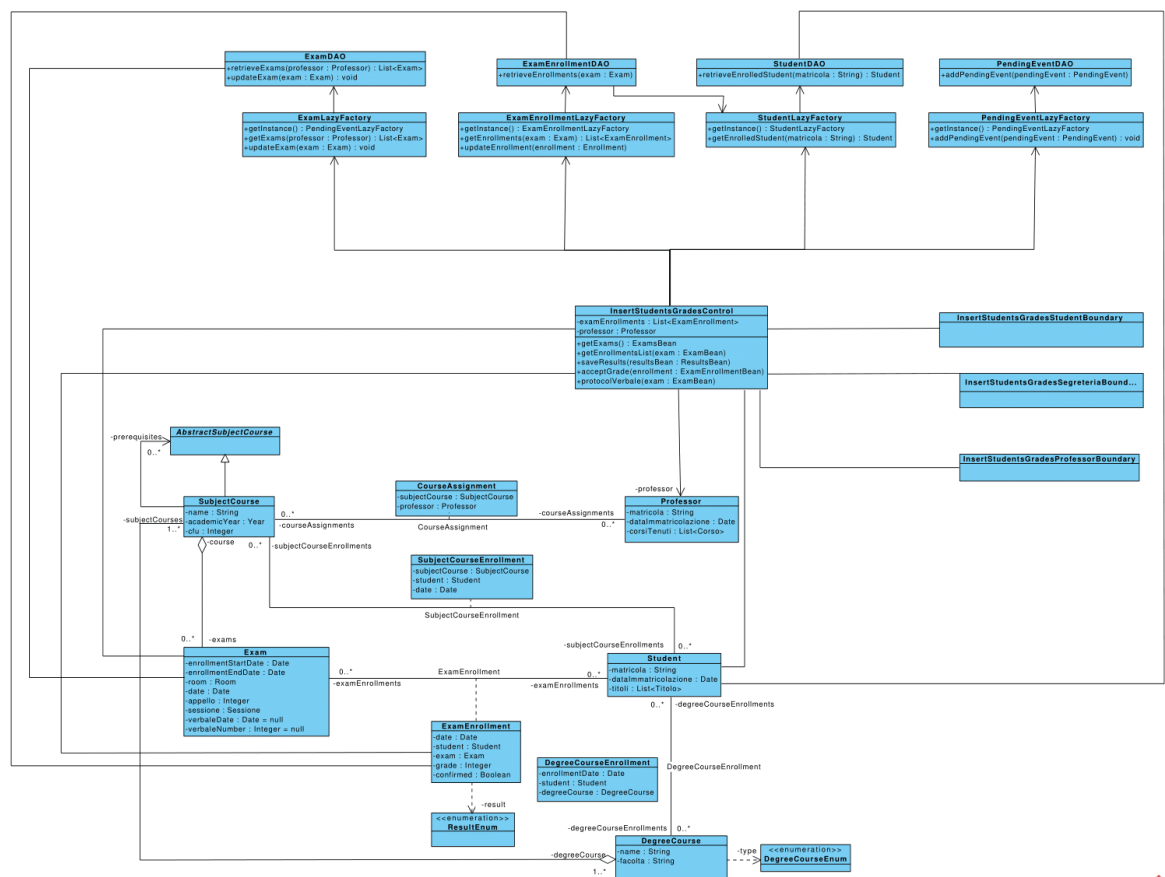 ExamDAO
+retrieveExams(professor : Professor) : List<Exam>
+updateExam(exam : Exam) : void
ExamEnrollmentDAO
+retrieveEnrollments(exam : Exam)
StudentDAO
+retrieveEnrolledStudent(matricola : String) : Student
PendingEventDAO
+addPendingEvent(pendingEvent : PendingEvent)
ExamLazyFactory
+getInstance() : PendingEventLazyFactory
+getExams(professor : Professor) : List<Exam>
+updateExam(exam : Exam) : void
ExamEnrollmentLazyFactory
+getInstance() : ExamEnrollmentLazyFactory
+getEnrollments(exam : Exam) : List<ExamEnrollment>
+updateEnrollment(enrollment : Enrollment)
StudentLazyFactory
+getInstance() : StudentLazyFactory
+getEnrolledStudent(matricola : String) : Student
PendingEventLazyFactory
+getInstance() : PendingEventLazyFactory
+addPendingEvent(pendingEvent : PendingEvent) : void
InsertStudentsGradesControl
-examEnrollments : List<ExamEnrollment>
-professor : Professor
+getExams() : ExamsBean
+getEnrollmentsList(exam : ExamBean)
+saveResults(resultsBean : ResultsBean)
+acceptGrade(enrollment : ExamEnrollmentBean)
+protocolVerbale(exam : ExamBean)
InsertStudentsGradesStudentBoundary
InsertStudentsGradesSegreteriaBound...
InsertStudentsGradesProfessorBoundary
AbstractSubjectCourse
-prerequisites
0..*
SubjectCourse
-name : String
-academicYear : Year
-cfu : Integer
-subjectCourses
1..*
-course
0..*
-courseAssignments
0..*
-subjectCourseEnrollments
CourseAssignment
-subjectCourse : SubjectCourse
-professor : Professor
CourseAssignment
-courseAssignments
0..*
-professor
Professor
-matricola : String
-dataImmatricolazione : Date
-corsiTenuti : List<Corso>
SubjectCourseEnrollment
-subjectCourse : SubjectCourse
-student : Student
-date : Date
SubjectCourseEnrollment
-subjectCourseEnrollments
0..*
0..*
-exams
Exam
-enrollmentStartDate : Date
-enrollmentEndDate : Date
-room : Room
-date : Date
-appello : Integer
-sessione : Sessione
-verbaleDate : Date = null
-verbaleNumber : Integer = null
0..*
-examEnrollments
ExamEnrollment
0..*
-examEnrollments
Student
-matricola : String
-dataImmatricolazione : Date
-titoli : List<Titolo>
0..*
-degreeCourseEnrollments
ExamEnrollment
-date : Date
-student : Student
-exam : Exam
-grade : Integer
-confirmed : Boolean
-result
<<enumeration>>
ResultEnum
DegreeCourseEnrollment
-enrollmentDate : Date
-student : Student
-degreeCourse : DegreeCourse
DegreeCourseEnrollment
-degreeCourseEnrollments
0..*
-degreeCourse
1..*
DegreeCourse
-name : String
-facolta : String
-type
<<enumeration>>
DegreeCourseEnum